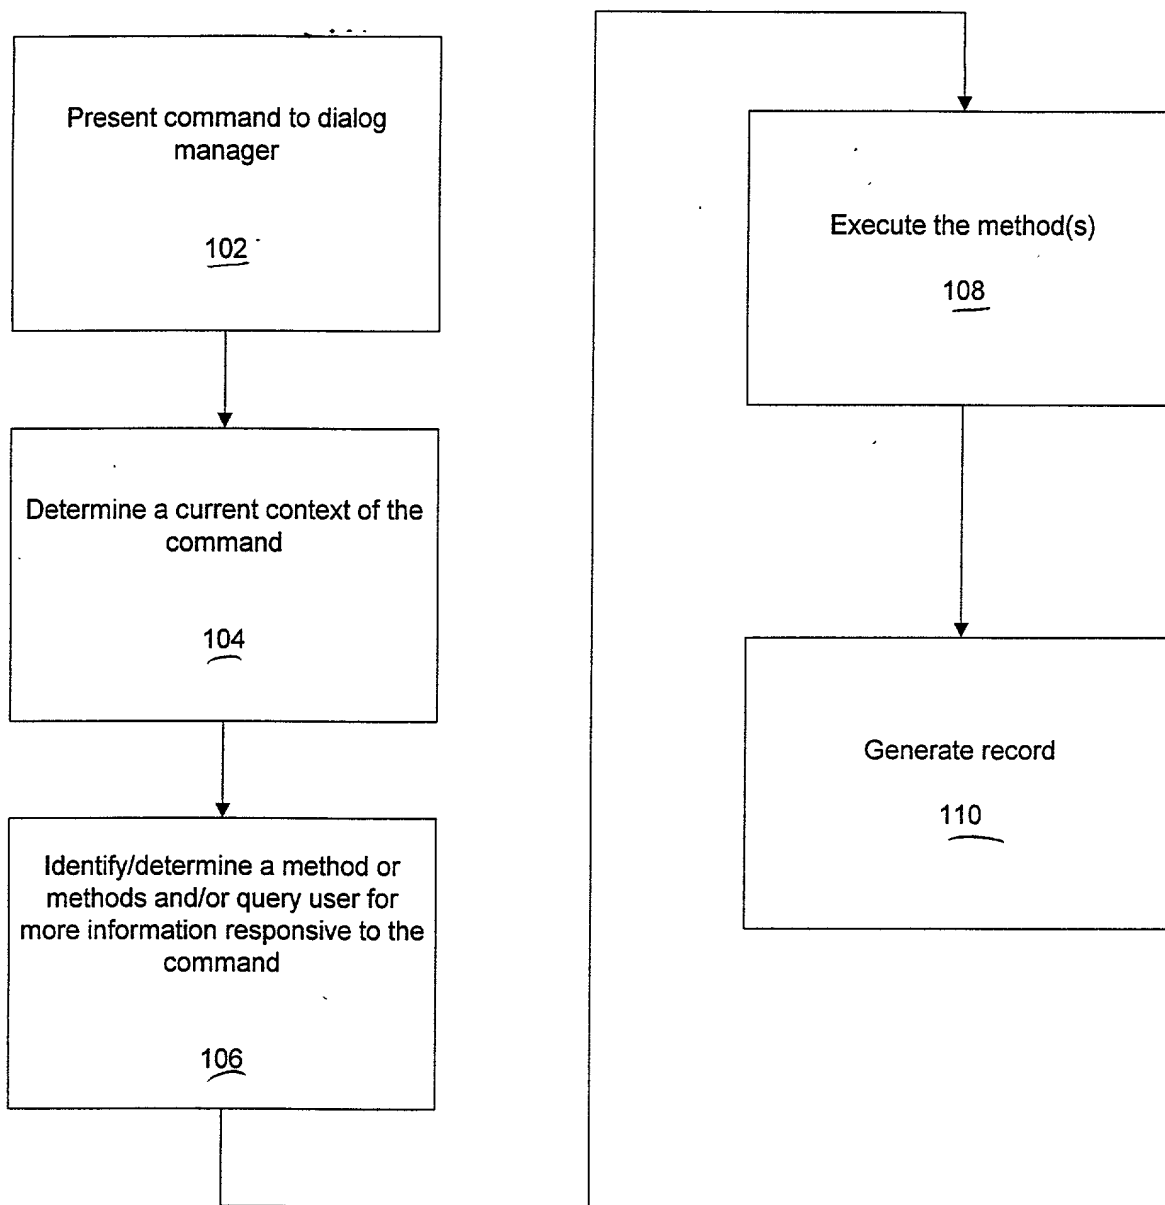 Present command to dialog
manager
102
Determine a current context of the
command
104
Identify/determine a method or
methods and/or query user for
more information responsive to the
command
106
Execute the method(s)
108
Generate record
110